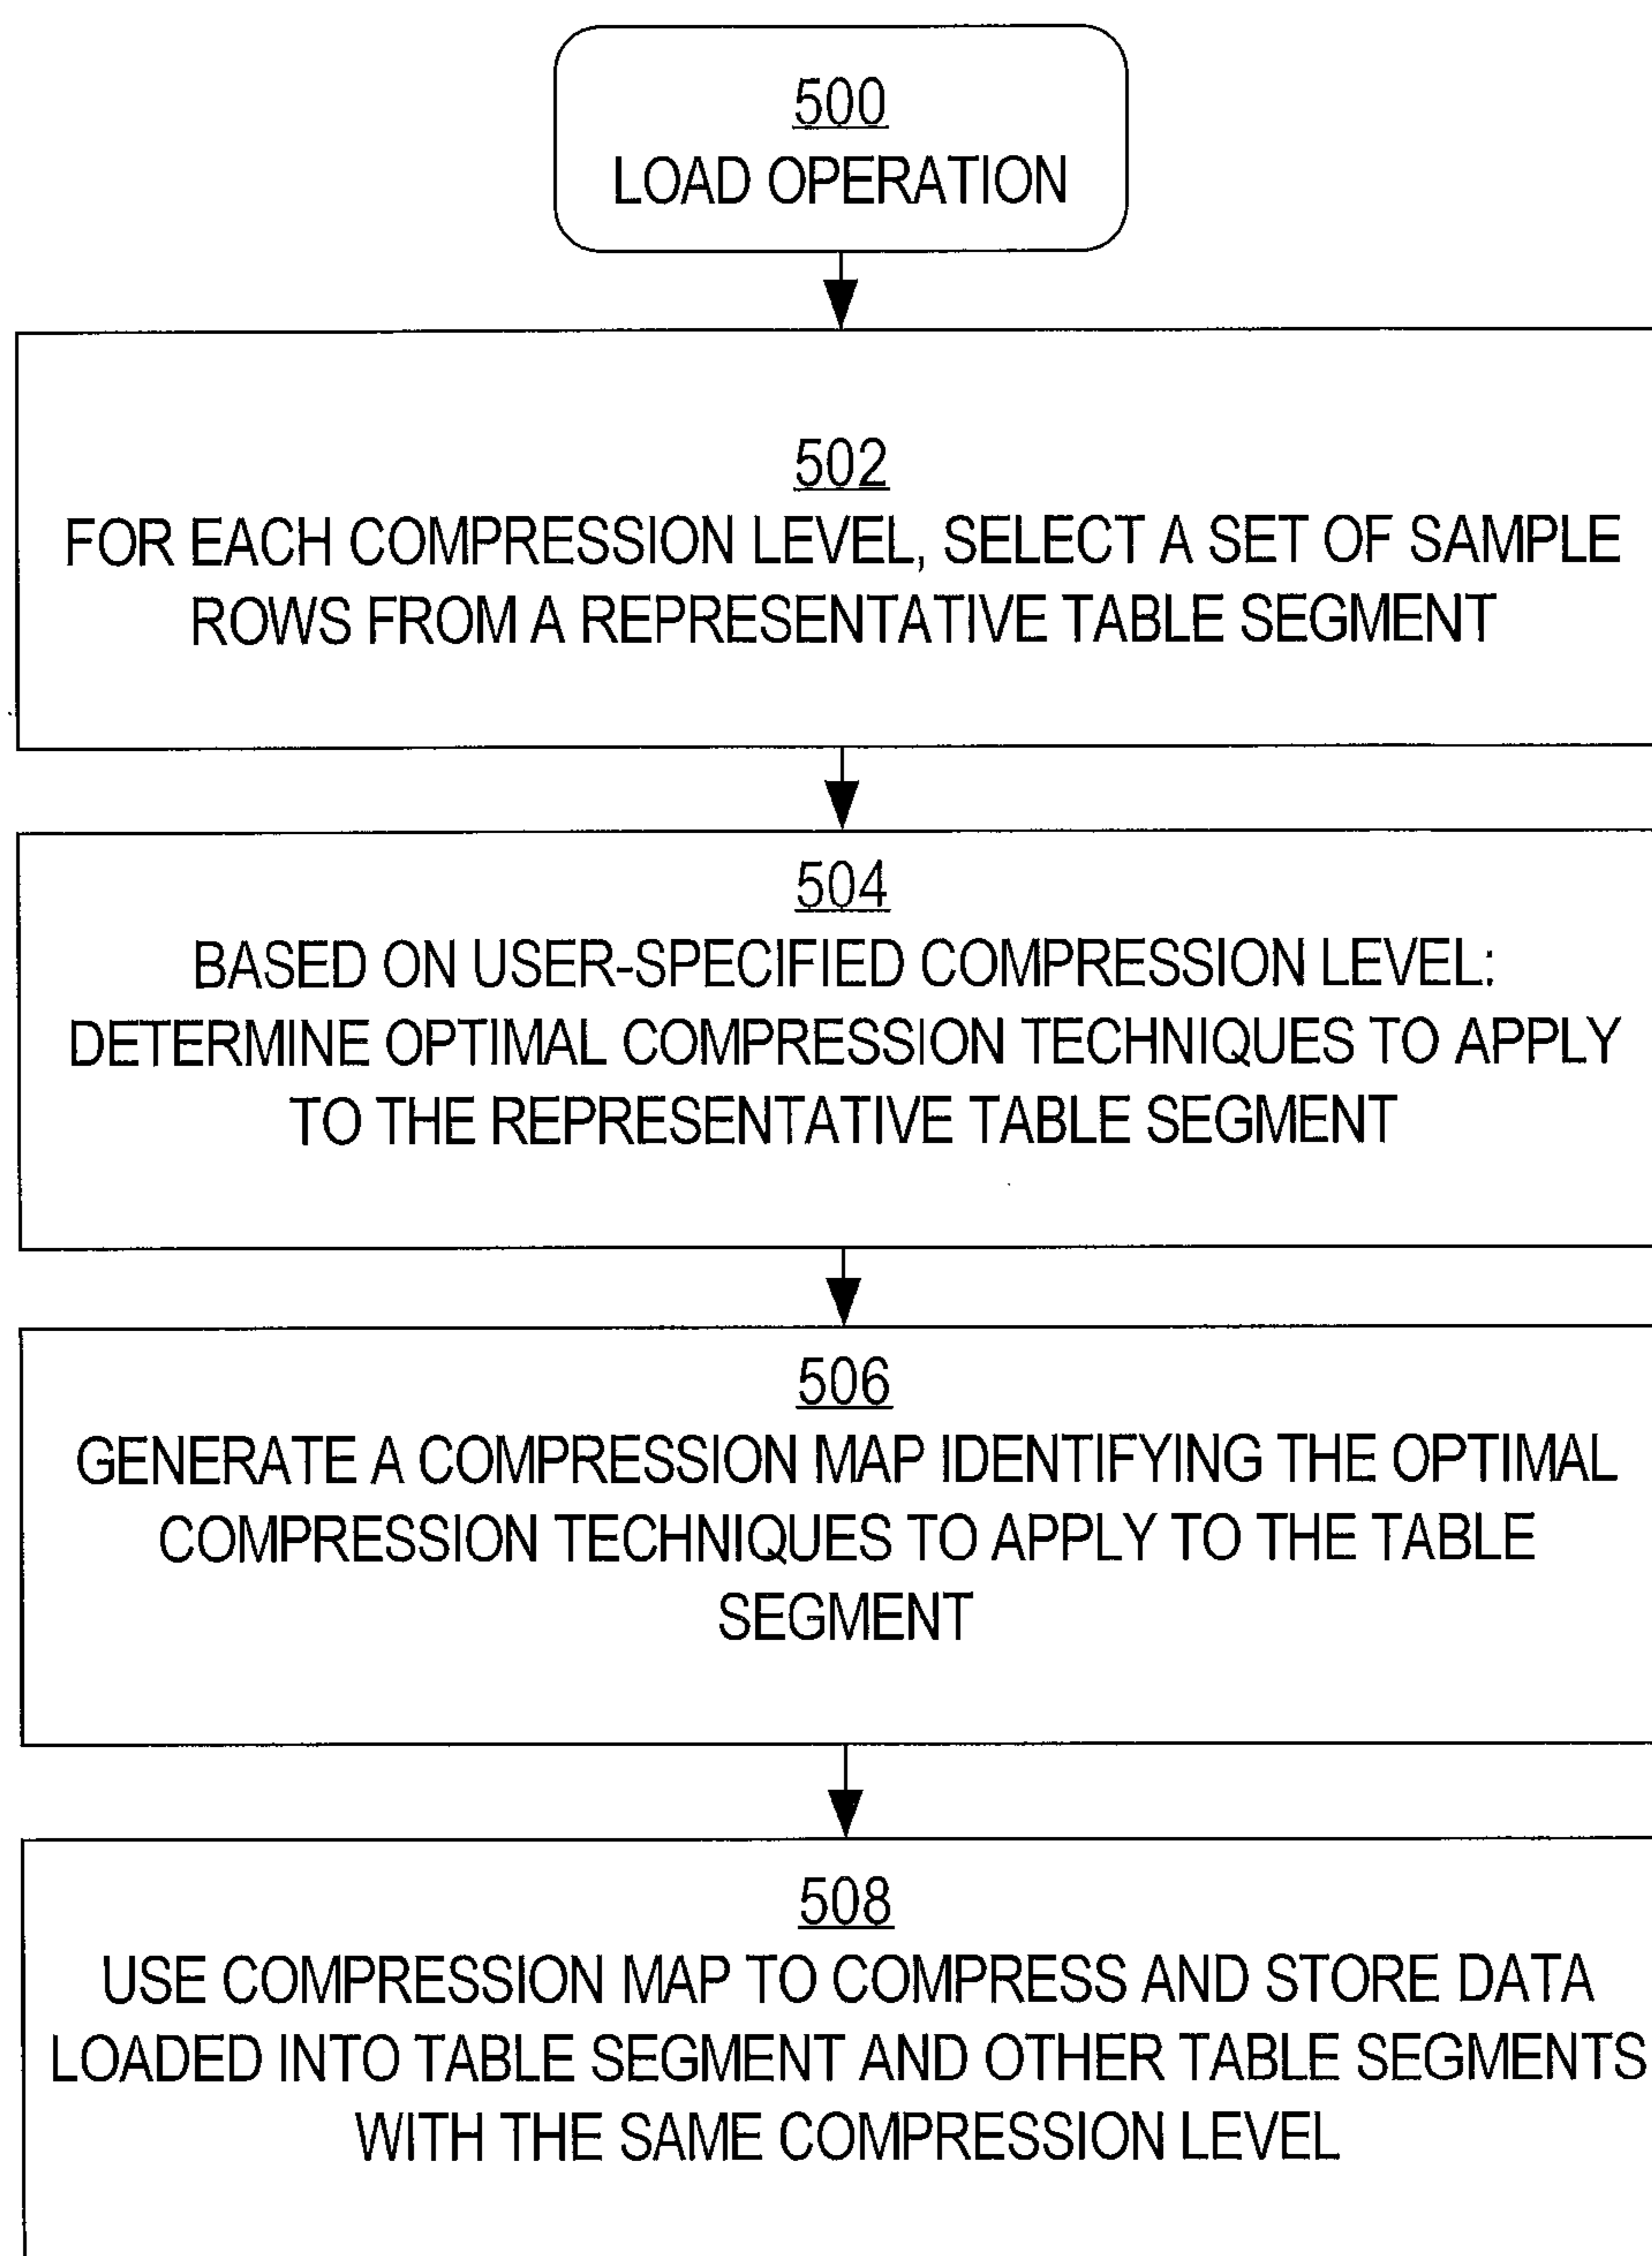 500
LOAD OPERATION
502
FOR EACH COMPRESSION LEVEL, SELECT A SET OF SAMPLE
ROWS FROM A REPRESENTATIVE TABLE SEGMENT
504
BASED ON USER-SPECIFIED COMPRESSION LEVEL:
DETERMINE OPTIMAL COMPRESSION TECHNIQUES TO APPLY
TO THE REPRESENTATIVE TABLE SEGMENT
506
GENERATE A COMPRESSION MAP IDENTIFYING THE OPTIMAL
COMPRESSION TECHNIQUES TO APPLY TO THE TABLE
SEGMENT
508
USE COMPRESSION MAP TO COMPRESS AND STORE DATA
LOADED INTO TABLE SEGMENT AND OTHER TABLE SEGMENTS
WITH THE SAME COMPRESSION LEVEL